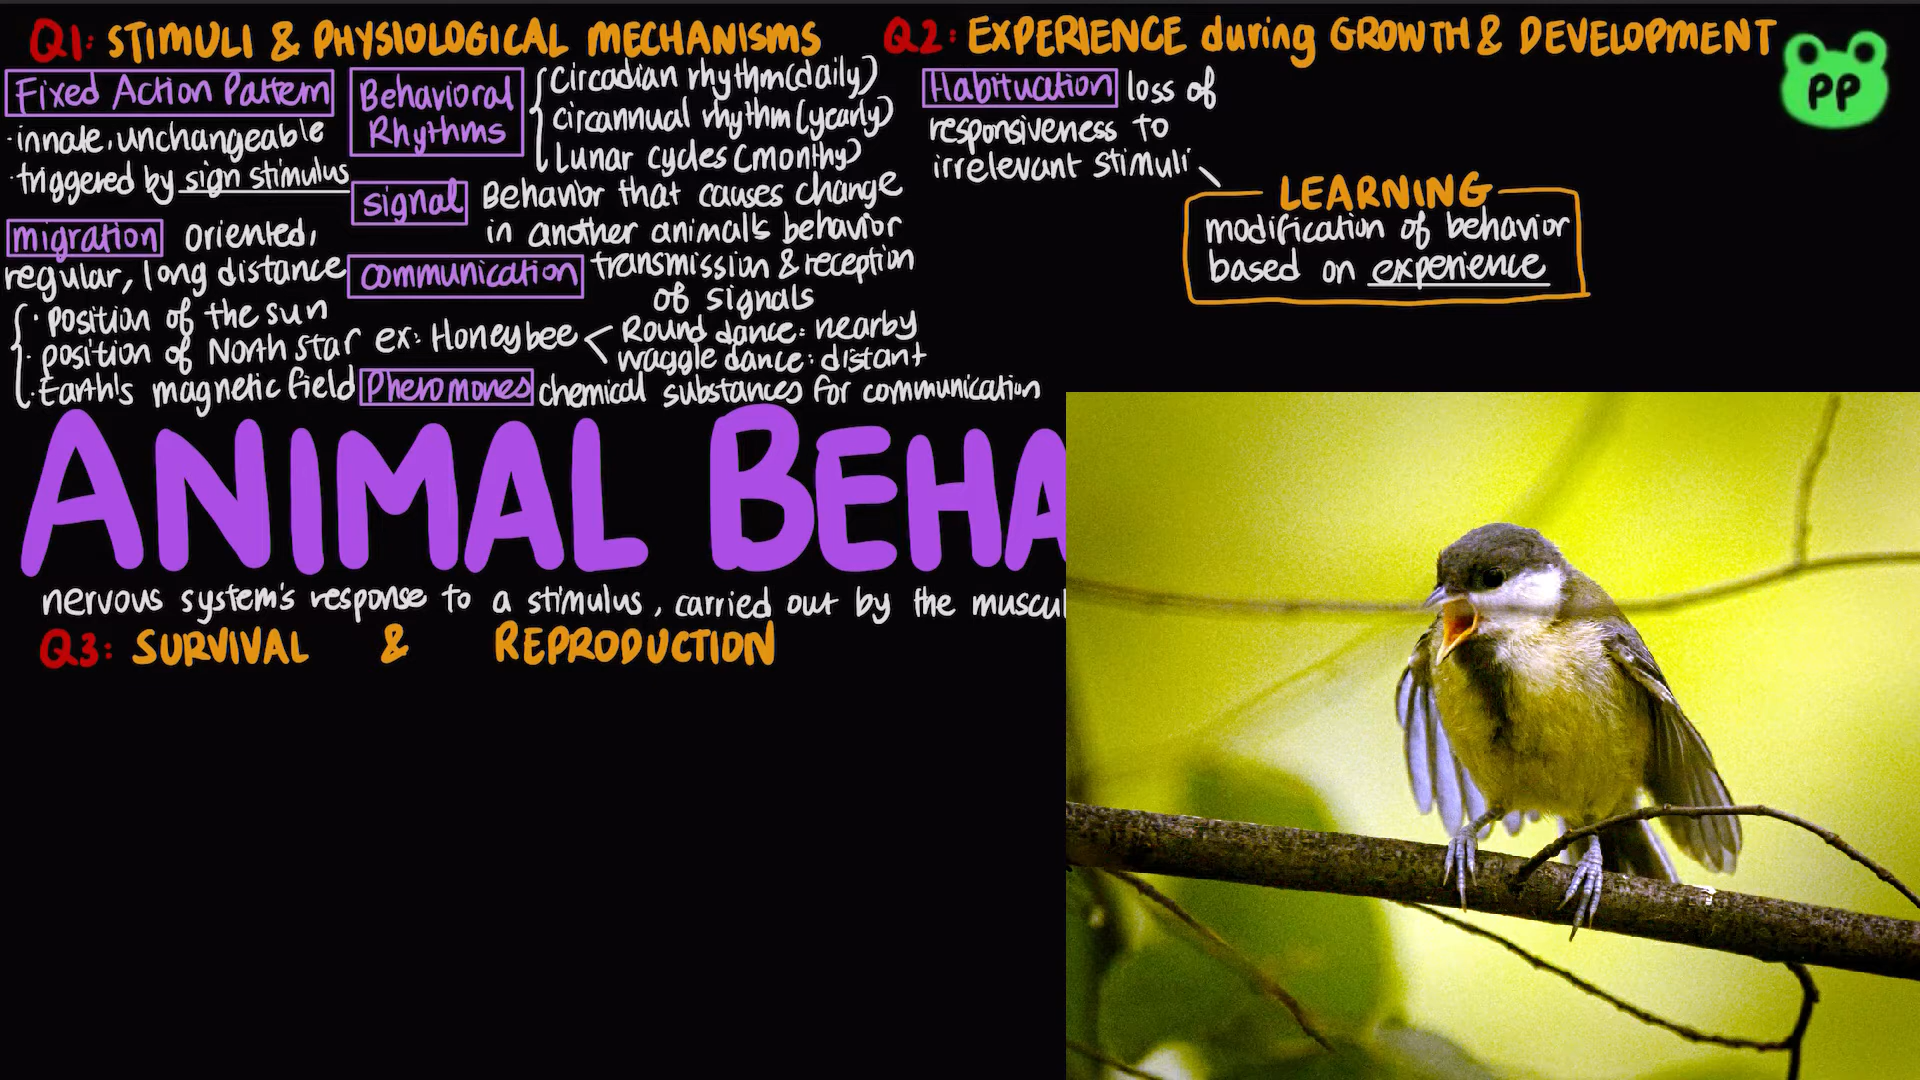 Q1: STIMULI & PHYSIOLOGICAL MECHANISMS
Fixed Action Pattern
·innate, unchangeable
·triggered by sign stimulus
migration oriented,
regular, long distance
· position of the sun
· position of North Star
· Earth's magnetic field
Behavioral
Rhythms
Circadian rhythm (daily)
circannual rhythm (yearly)
Lunar cycles (monthy)
signal Behavior that causes change
in another animal's behavior
communication transmission & reception
of signals
ex: Honeybee < Round dance: nearby
waggle dance: distant
Pheromones chemical substances for communication
Q2: EXPERIENCE during GROWTH & DEVELOPMENT
PP
Habituation loss of
responsiveness to
irrelevant stimuli
LEARNING
modification of behavior
based on experience
ANIMAL BEHA
nervous system's response to a stimulus, carried out by the muscul
Q3: SURVIVAL & REPRODUCTION